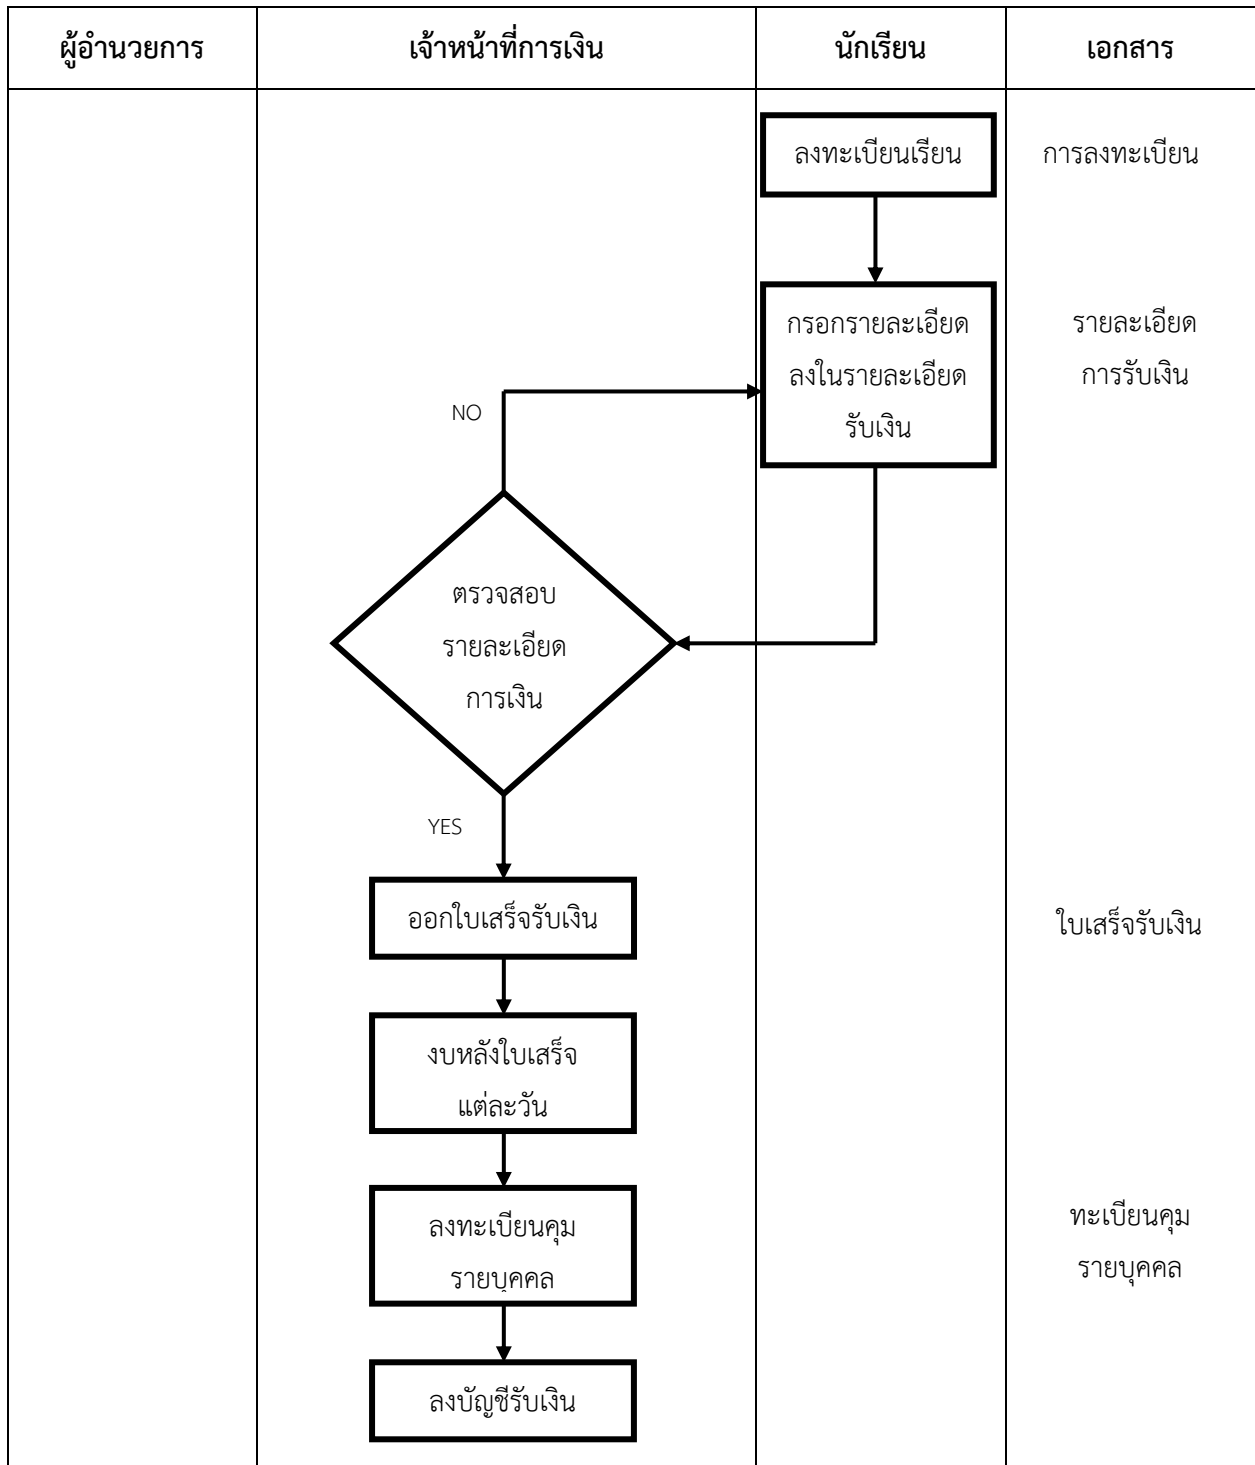 ผู้อำนวยการ
เจ้าหน้าที่การเงิน
นักเรียน
เอกสาร
ลงทะเบียนเรียน
การลงทะเบียน
กรอกรายละเอียด
ลงในรายละเอียด
รับเงิน
รายละเอียด
การรับเงิน
NO
ตรวจสอบ
รายละเอียด
การเงิน
YES
ออกใบเสร็จรับเงิน
ใบเสร็จรับเงิน
งบหลังใบเสร็จ
แต่ละวัน
ลงทะเบียนคุม
รายบุคคล
ทะเบียนคุม
รายบุคคล
ลงบัญชีรับเงิน